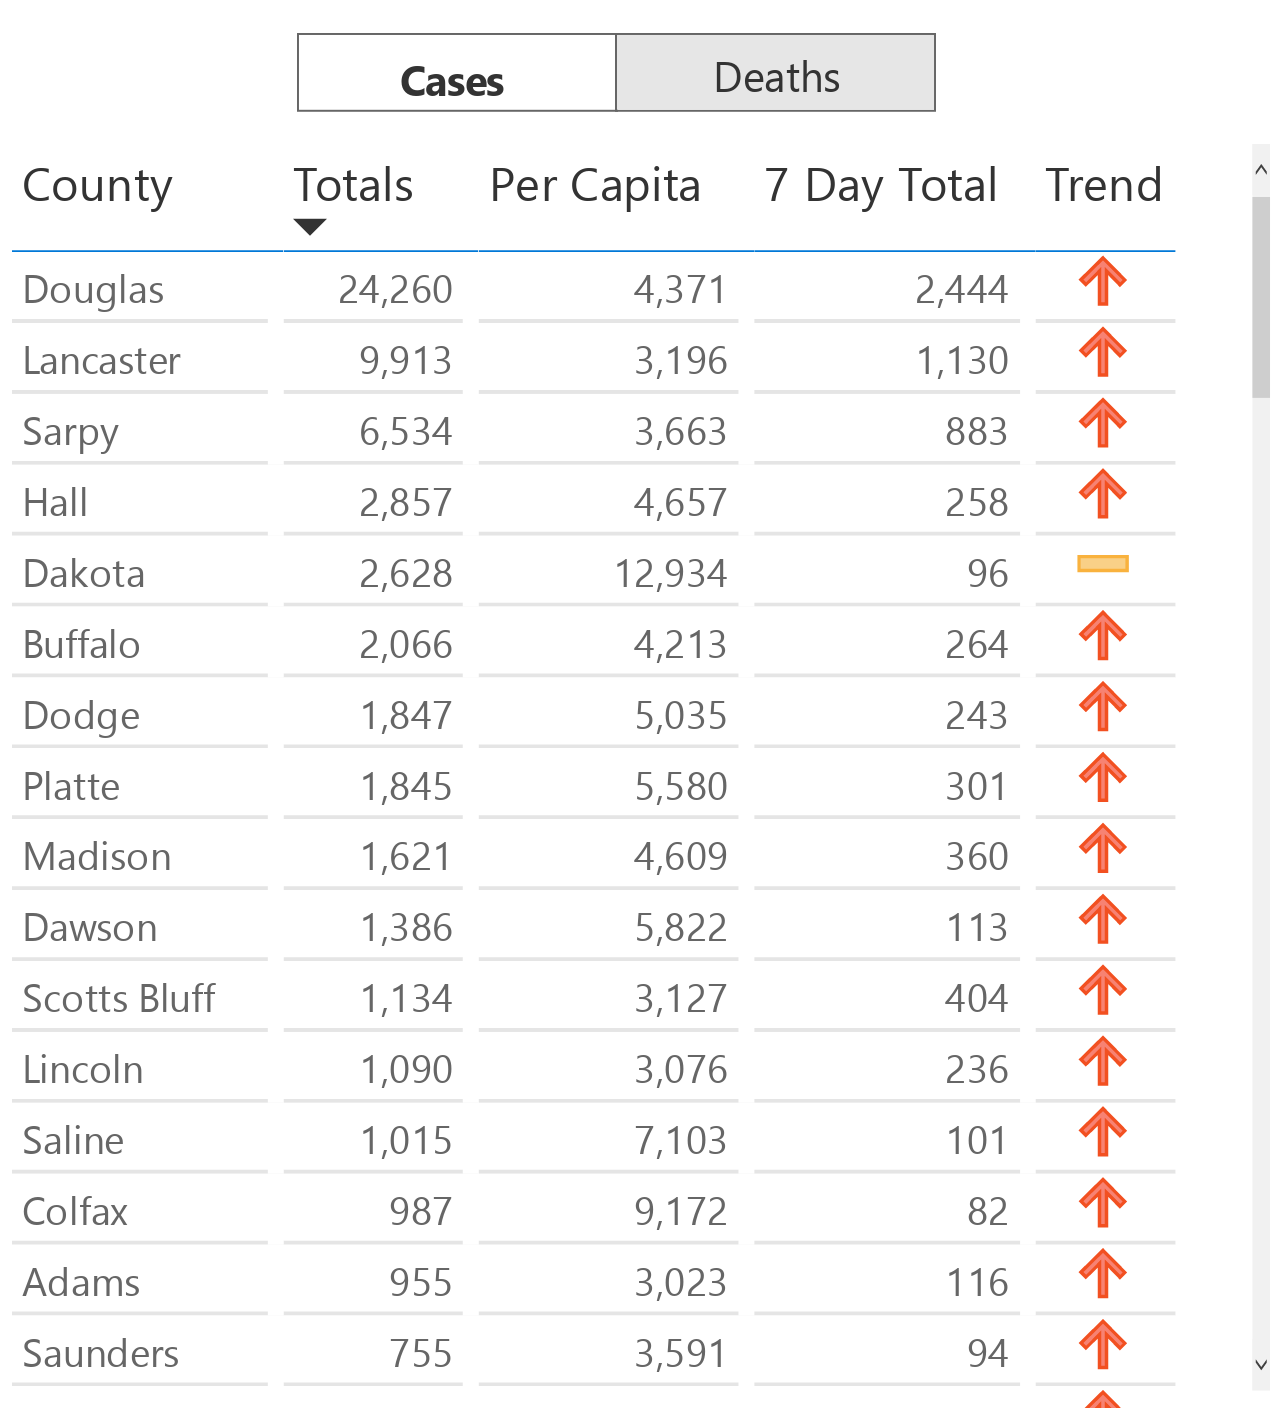 Cases Deaths
County Totals Per Capita 7 Day Total Trend
Douglas 24,260 4,371 2,444
Lancaster 9,913 3,196 1,130
Sarpy 6,534 3,663 883
Hall 2,857 4,657 258
Dakota 2,628 12,934 96
Buffalo 2,066 4,213 264
Dodge 1,847 5,035 243
Platte 1,845 5,580 301
Madison 1,621 4,609 360
Dawson 1,386 5,822 113
Scotts Bluff 1,134 3,127 404
Lincoln 1,090 3,076 236
Saline 1,015 7,103 101
Colfax 987 9,172 82
Adams 955 3,023 116
Saunders 755 3,591 94